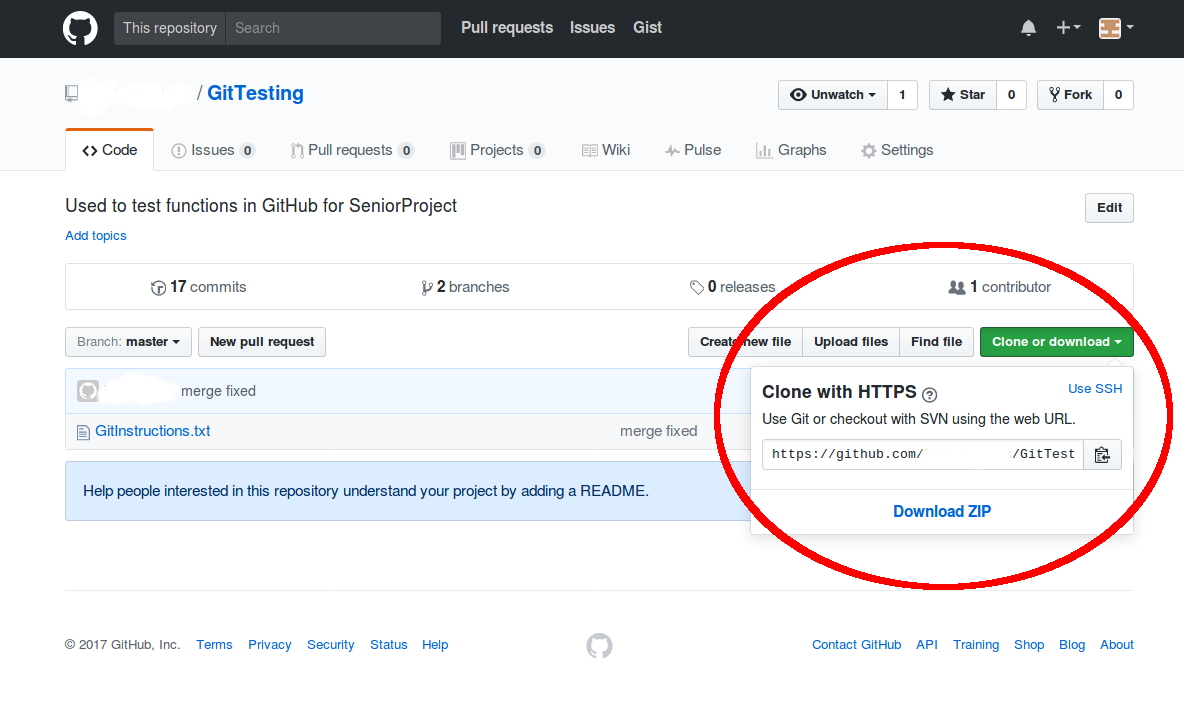 This repository Search Pull requests Issues Gist
/ GitTesting Unwatch 1 Star 0 Fork 0
Code Issues 0 Pull requests 0 Projects 0 Wiki Pulse Graphs Settings
Used to test functions in GitHub for SeniorProject Edit
Add topics
17 commits 2 branches 0 releases 1 contributor
Branch: master New pull request Create new file Upload files Find file Clone or download
merge fixed
GitInstructions.txt merge fixed
Help people interested in this repository understand your project by adding a README.
Clone with HTTPS ? Use SSH
Use Git or checkout with SVN using the web URL.
https://github.com/ /GitTest
Download ZIP
© 2017 GitHub, Inc. Terms Privacy Security Status Help Contact GitHub API Training Shop Blog About